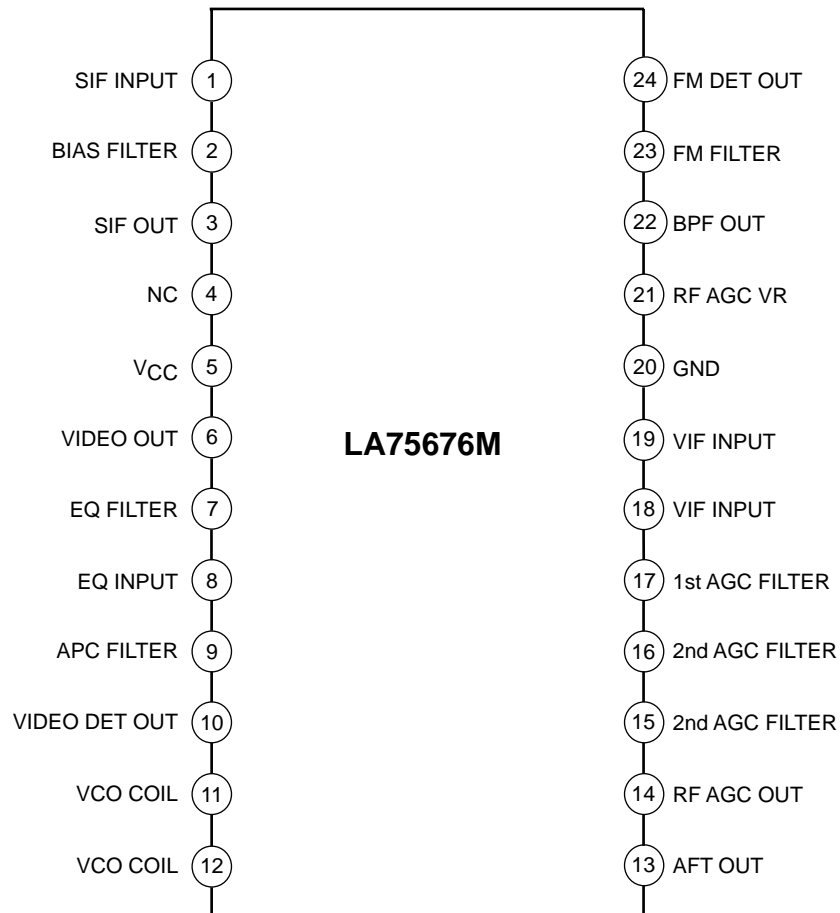 SIF INPUT 1
BIAS FILTER 2
SIF OUT 3
NC 4
VCC 5
VIDEO OUT 6
EQ FILTER 7
EQ INPUT 8
APC FILTER 9
VIDEO DET OUT 10
VCO COIL 11
VCO COIL 12
LA75676M
24 FM DET OUT
23 FM FILTER
22 BPF OUT
21 RF AGC VR
20 GND
19 VIF INPUT
18 VIF INPUT
17 1st AGC FILTER
16 2nd AGC FILTER
15 2nd AGC FILTER
14 RF AGC OUT
13 AFT OUT